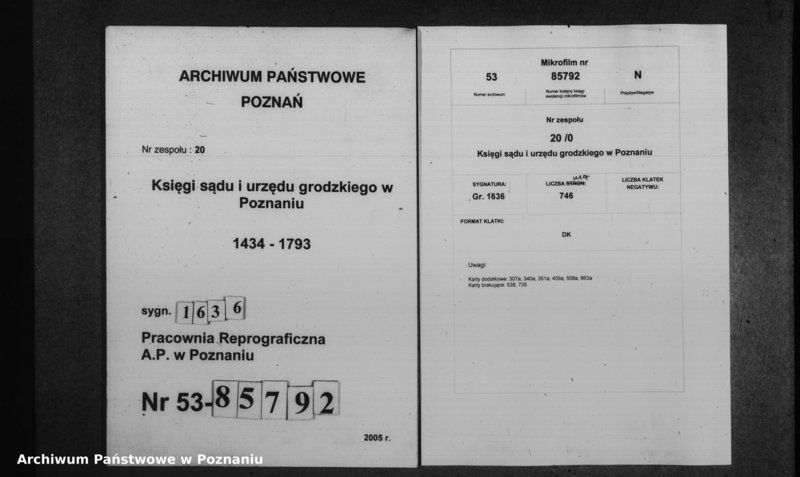 ARCHIWUM PAŃSTWOWE
POZNAŃ
Nr zespołu : 20
Księgi sądu i urzędu grodzkiego w
Poznaniu
1434 - 1793
sygn. 1636
Pracownia Reprograficzna
A.P. w Poznaniu
Nr 53-85792
2005 r.
Mikrofilm nr
53 85792 N
Numer archiwum Numer kolejny księgi ewidencji mikrofilmów Pozytyw/Negatyw
Nr zespołu
20 /0
Księgi sądu i urzędu grodzkiego w Poznaniu
SYGNATURA: LICZBA STRON: LICZBA KLATEK
NEGATYWU:
Gr. 1636 746
FORMAT KLATKI:
DK
Uwagi:
Karty dodatkowe: 307a, 340a, 351a, 409a, 508a, 663a
Karty brakujące: 538, 735
Archiwum Państwowe w Poznaniu